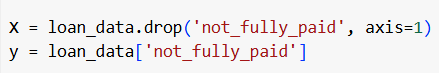 X = loan_data.drop('not_fully_paid', axis=1)
y = loan_data['not_fully_paid']